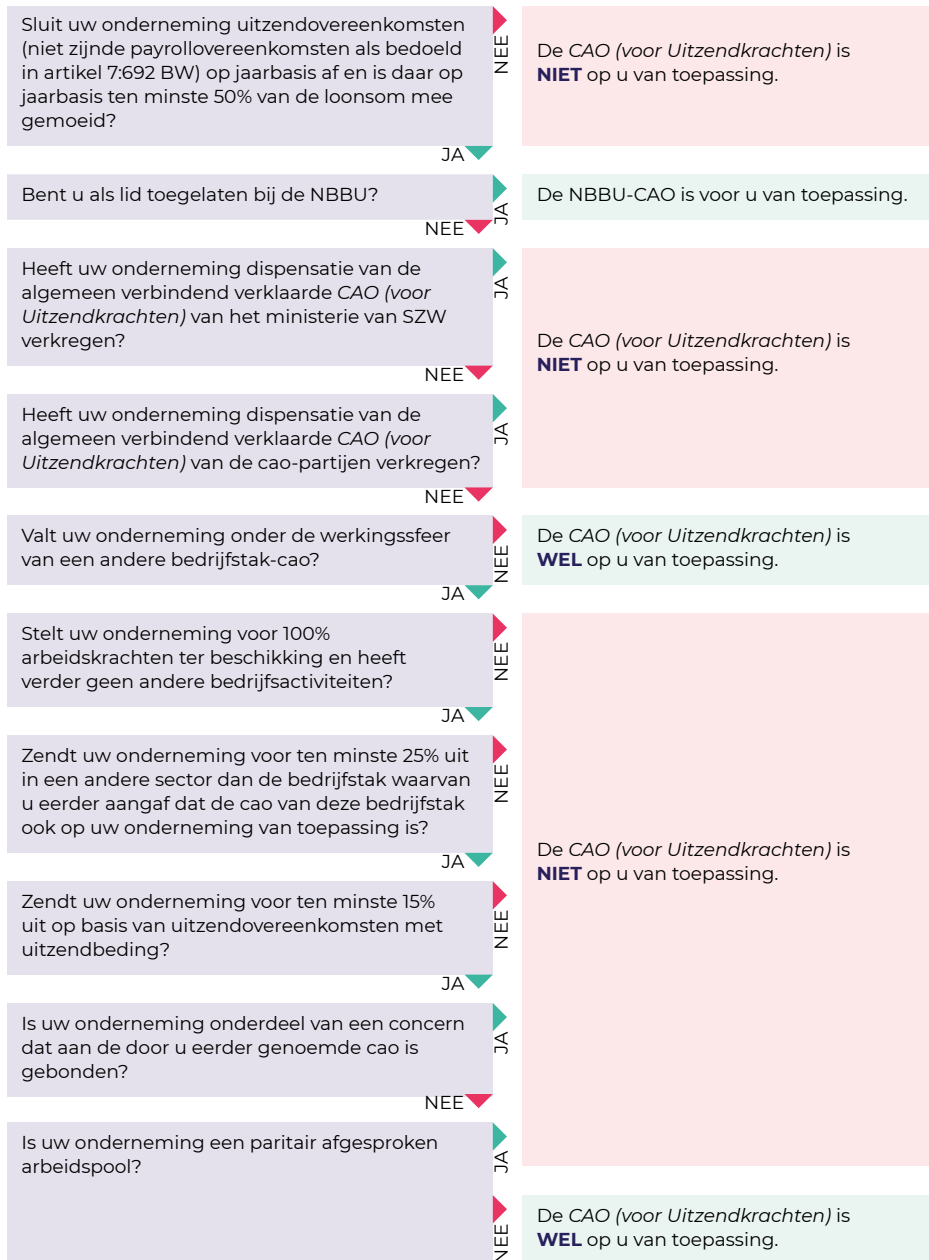 Sluit uw onderneming uitzendovereenkomsten
(niet zijnde payrollovereenkomsten als bedoeld
in artikel 7:692 BW) op jaarbasis af en is daar op
jaarbasis ten minste 50% van de loonsom mee
gemoeid?
NEE
De CAO (voor Uitzendkrachten) is
NIET op u van toepassing.
JA
Bent u als lid toegelaten bij de NBBU?
JA
De NBBU-CAO is voor u van toepassing.
NEE
Heeft uw onderneming dispensatie van de
algemeen verbindend verklaarde CAO (voor
Uitzendkrachten) van het ministerie van SZW
verkregen?
JA
De CAO (voor Uitzendkrachten) is
NIET op u van toepassing.
NEE
Heeft uw onderneming dispensatie van de
algemeen verbindend verklaarde CAO (voor
Uitzendkrachten) van de cao-partijen verkregen?
JA
NEE
Valt uw onderneming onder de werkingssfeer
van een andere bedrijfstak-cao?
NEE
De CAO (voor Uitzendkrachten) is
WEL op u van toepassing.
JA
Stelt uw onderneming voor 100%
arbeidskrachten ter beschikking en heeft
verder geen andere bedrijfsactiviteiten?
NEE
JA
Zendt uw onderneming voor ten minste 25% uit
in een andere sector dan de bedrijfstak waarvan
u eerder aangaf dat de cao van deze bedrijfstak
ook op uw onderneming van toepassing is?
NEE
JA
De CAO (voor Uitzendkrachten) is
NIET op u van toepassing.
Zendt uw onderneming voor ten minste 15%
uit op basis van uitzendovereenkomsten met
uitzendbeding?
NEE
JA
Is uw onderneming onderdeel van een concern
dat aan de door u eerder genoemde cao is
gebonden?
JA
NEE
Is uw onderneming een paritair afgesproken
arbeidspool?
JA
NEE
De CAO (voor Uitzendkrachten) is
WEL op u van toepassing.